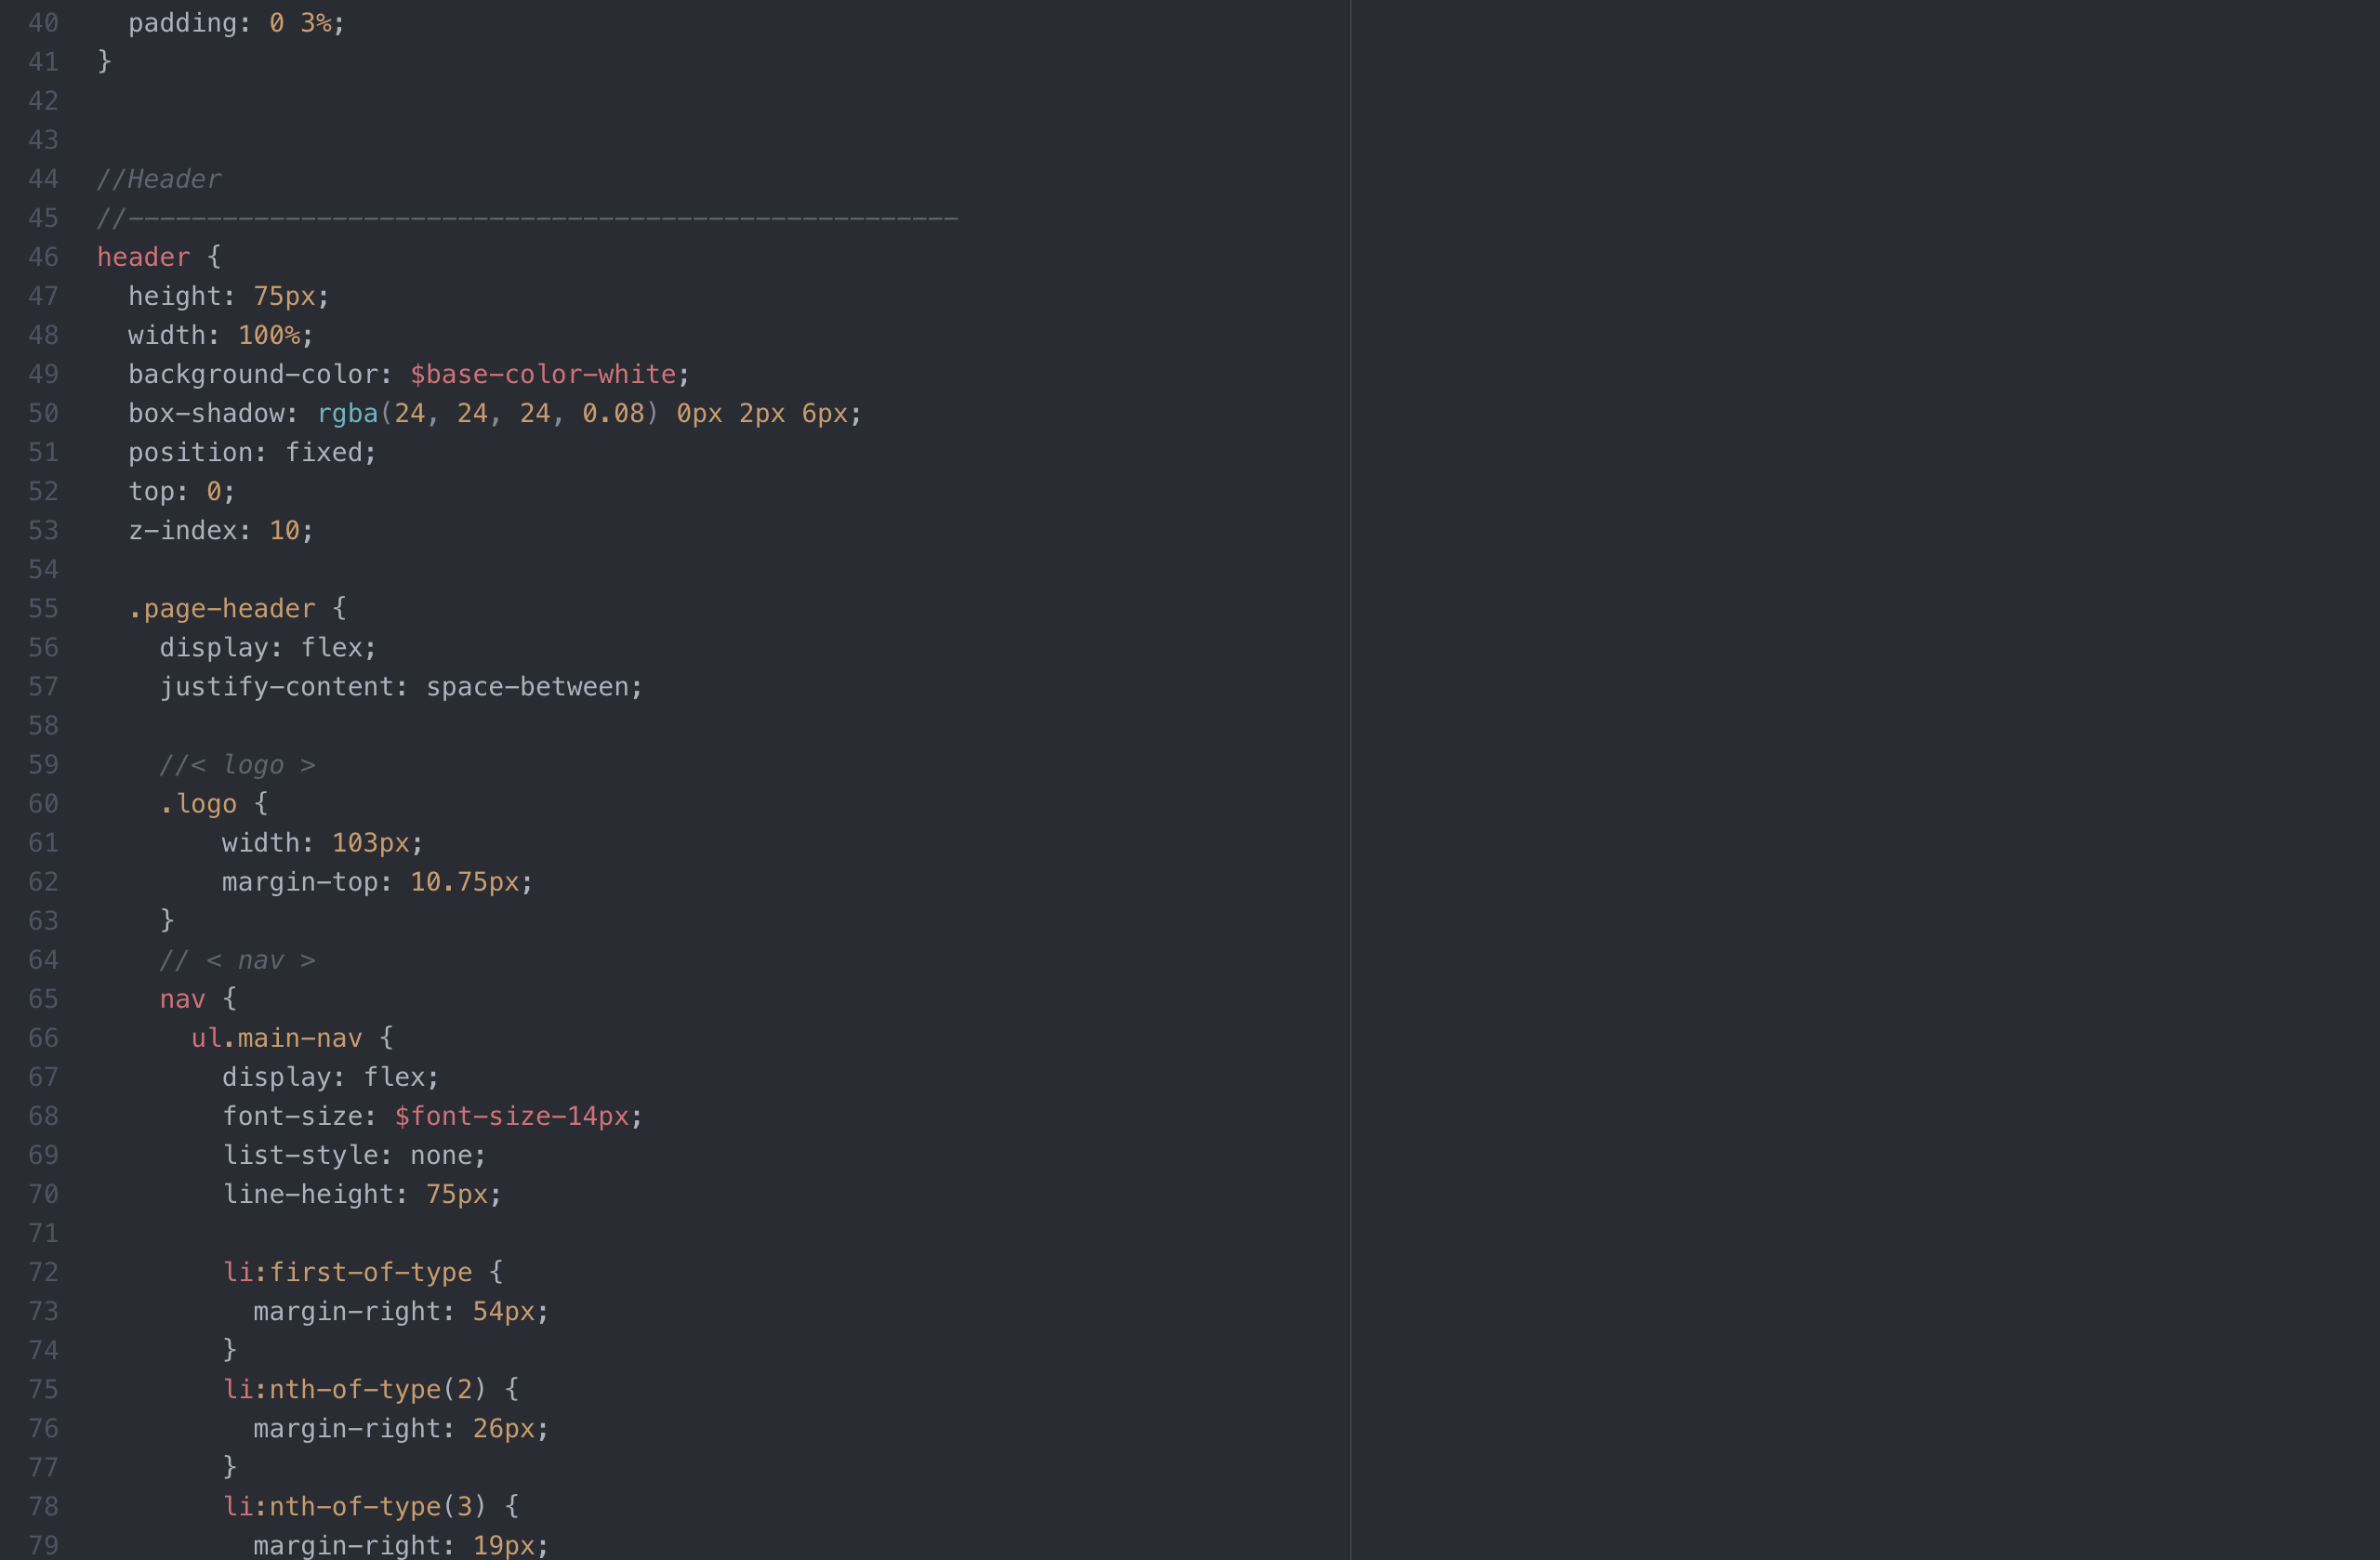 40 padding: 0 3%;
41 }
42
43
44 //Header
45 //-----------------------------------------------------
46 header {
47 height: 75px;
48 width: 100%;
49 background-color: $base-color-white;
50 box-shadow: rgba(24, 24, 24, 0.08) 0px 2px 6px;
51 position: fixed;
52 top: 0;
53 z-index: 10;
54
55 .page-header {
56 display: flex;
57 justify-content: space-between;
58
59 //< logo >
60 .logo {
61 width: 103px;
62 margin-top: 10.75px;
63 }
64 // < nav >
65 nav {
66 ul.main-nav {
67 display: flex;
68 font-size: $font-size-14px;
69 list-style: none;
70 line-height: 75px;
71
72 li:first-of-type {
73 margin-right: 54px;
74 }
75 li:nth-of-type(2) {
76 margin-right: 26px;
77 }
78 li:nth-of-type(3) {
79 margin-right: 19px;